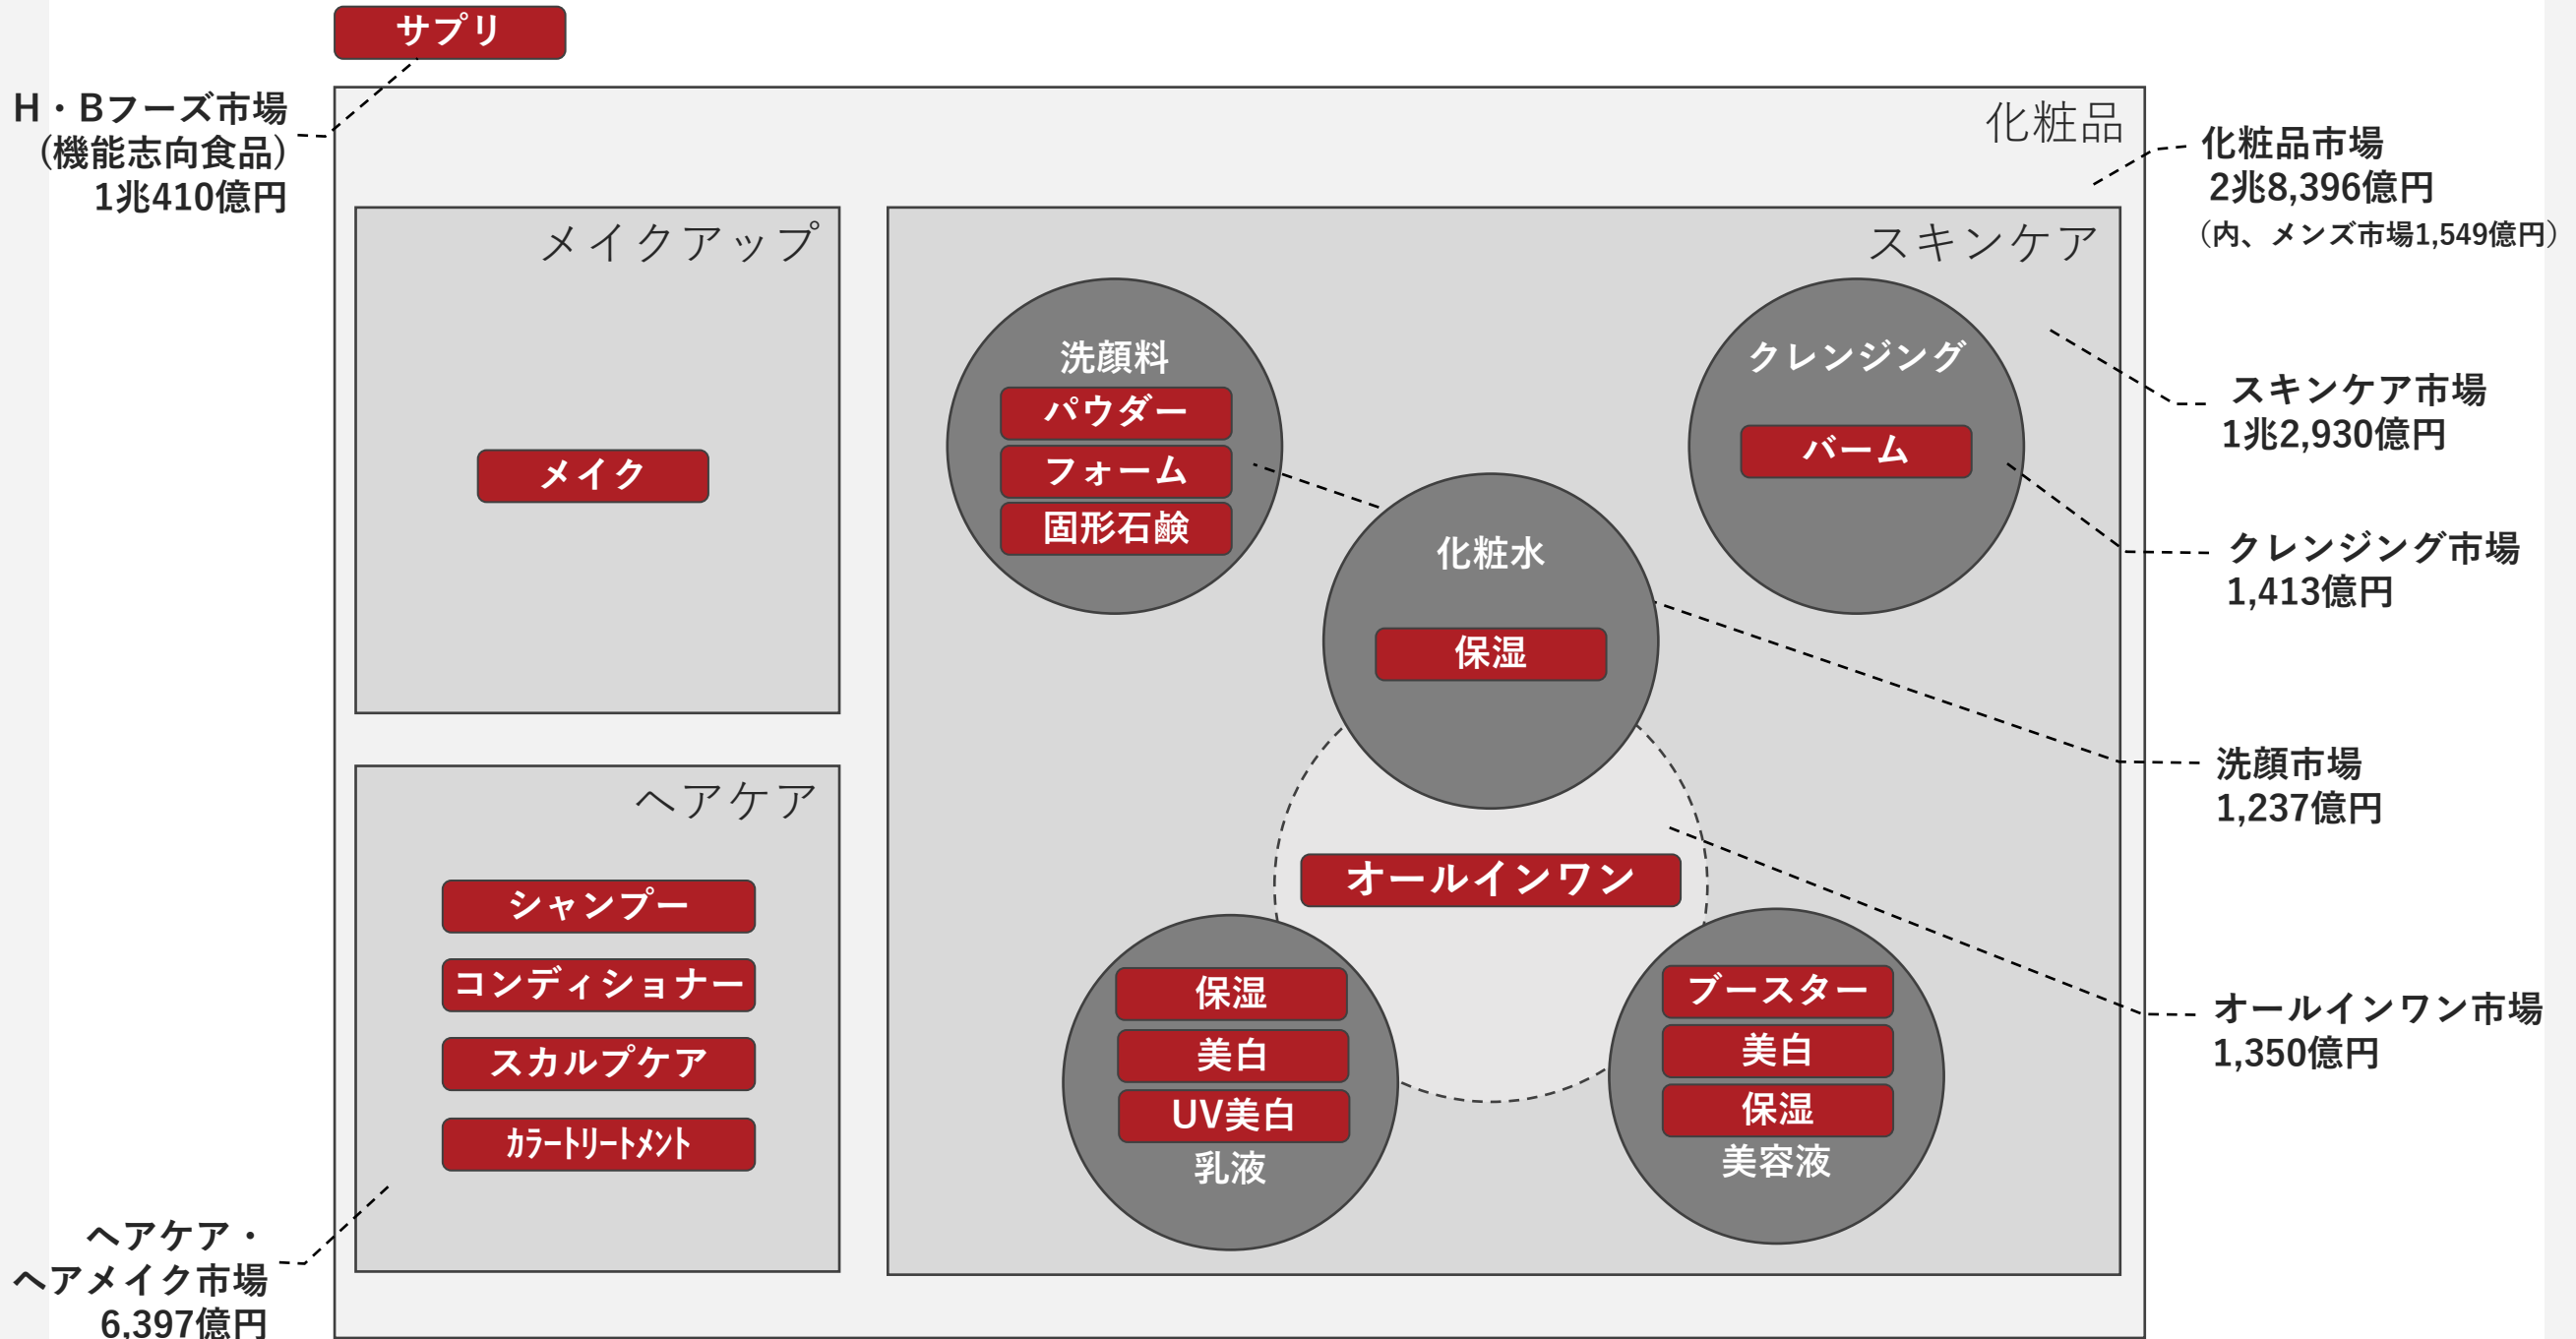 サプリ
H・Bフーズ市場
（機能志向食品）
1兆410億円
化粧品
化粧品市場
2兆8,396億円
（内、メンズ市場1,549億円）
メイクアップ
メイク
スキンケア
スキンケア市場
1兆2,930億円
洗顔料
パウダー
フォーム
固形石鹸
クレンジング
バーム
クレンジング市場
1,413億円
化粧水
保湿
洗顔市場
1,237億円
ヘアケア
シャンプー
コンディショナー
スカルプケア
ｶﾗｰﾄﾘｰﾄﾒﾝﾄ
オールインワン
オールインワン市場
1,350億円
保湿
美白
UV美白
乳液
ブースター
美白
保湿
美容液
ヘアケア・
ヘアメイク市場
6,397億円